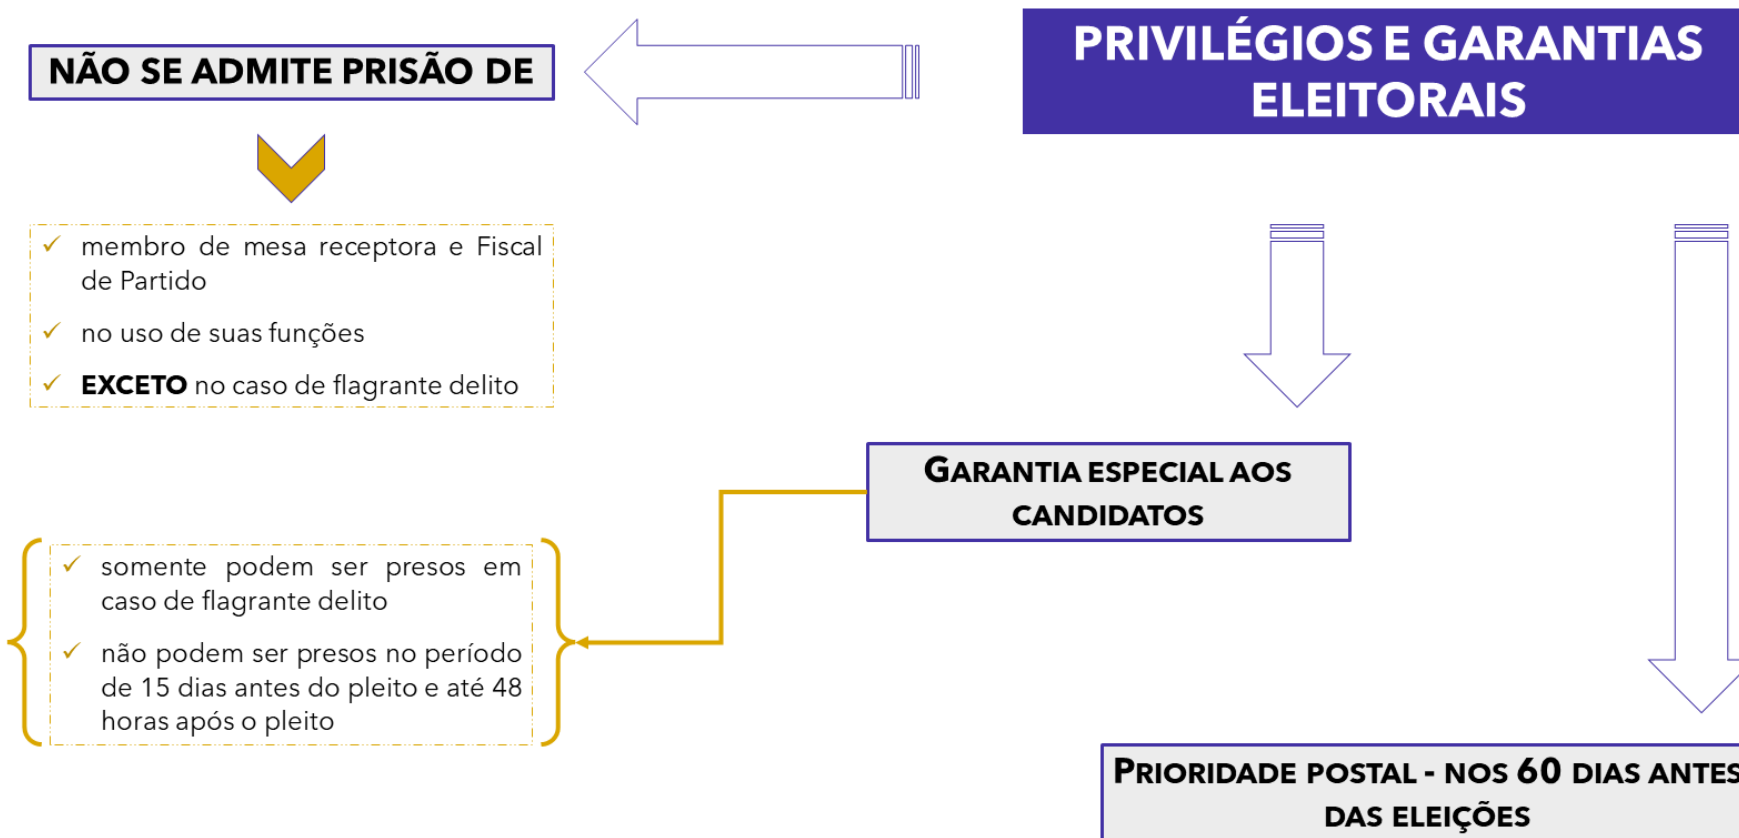 PRIVILÉGIOS E GARANTIAS
ELEITORAIS
NÃO SE ADMITE PRISÃO DE
membro de mesa receptora e Fiscal
de Partido
no uso de suas funções
EXCETO no caso de flagrante delito
GARANTIA ESPECIAL AOS
CANDIDATOS
somente podem ser presos em
caso de flagrante delito
não podem ser presos no período
de 15 dias antes do pleito e até 48
horas após o pleito
PRIORIDADE POSTAL - NOS 60 DIAS ANTES
DAS ELEIÇÕES